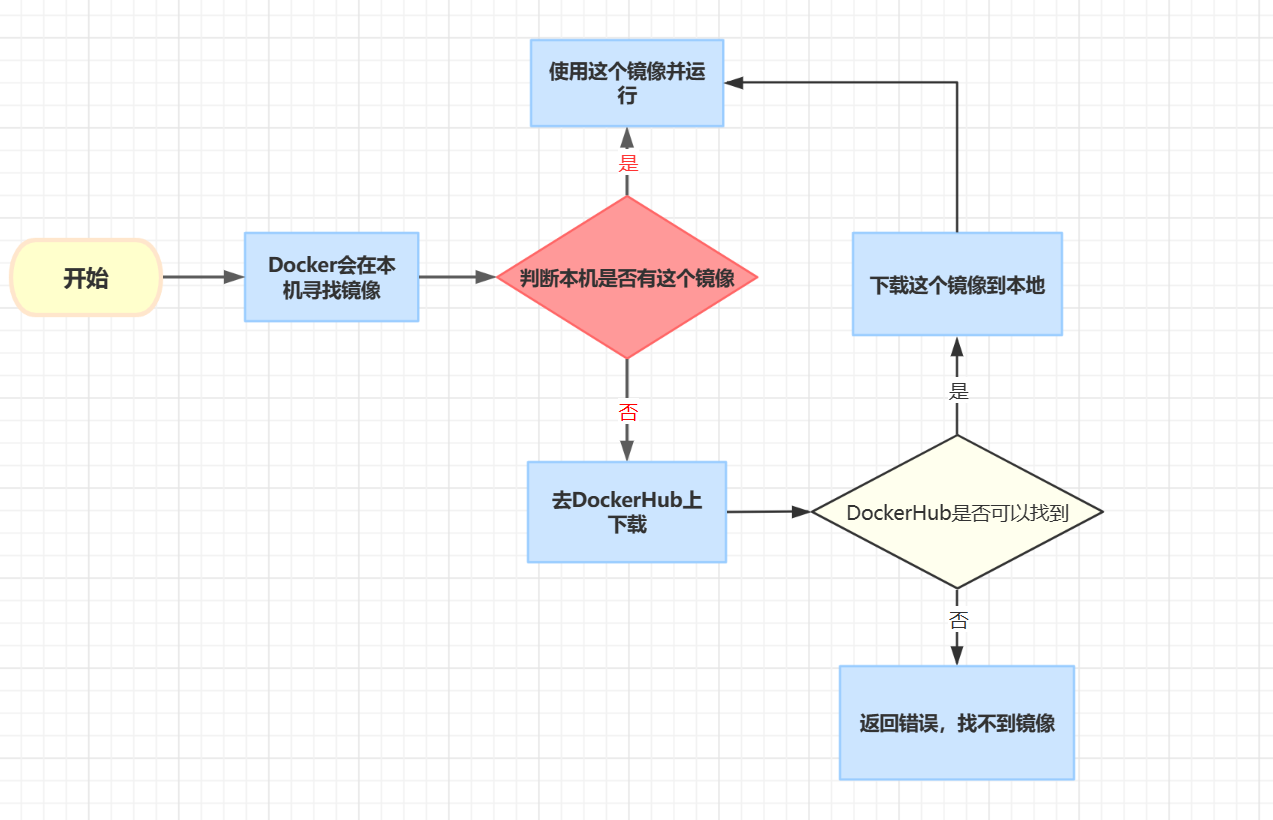 使用这个镜像并运
行
是
开始
Docker会在本
机寻找镜像
判断本机是否有这个镜像
下载这个镜像到本地
否
是
去DockerHub上
下载
DockerHub是否可以找到
否
返回错误，找不到镜像